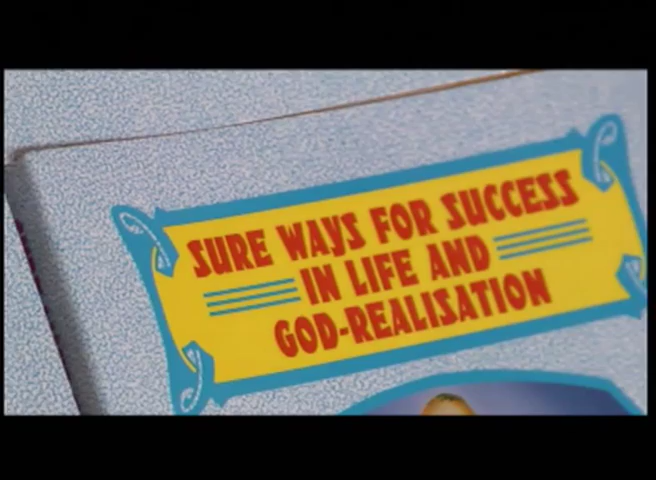 SURE WAYS FOR SUCCESS
IN LIFE AND
GOD-REALISATION